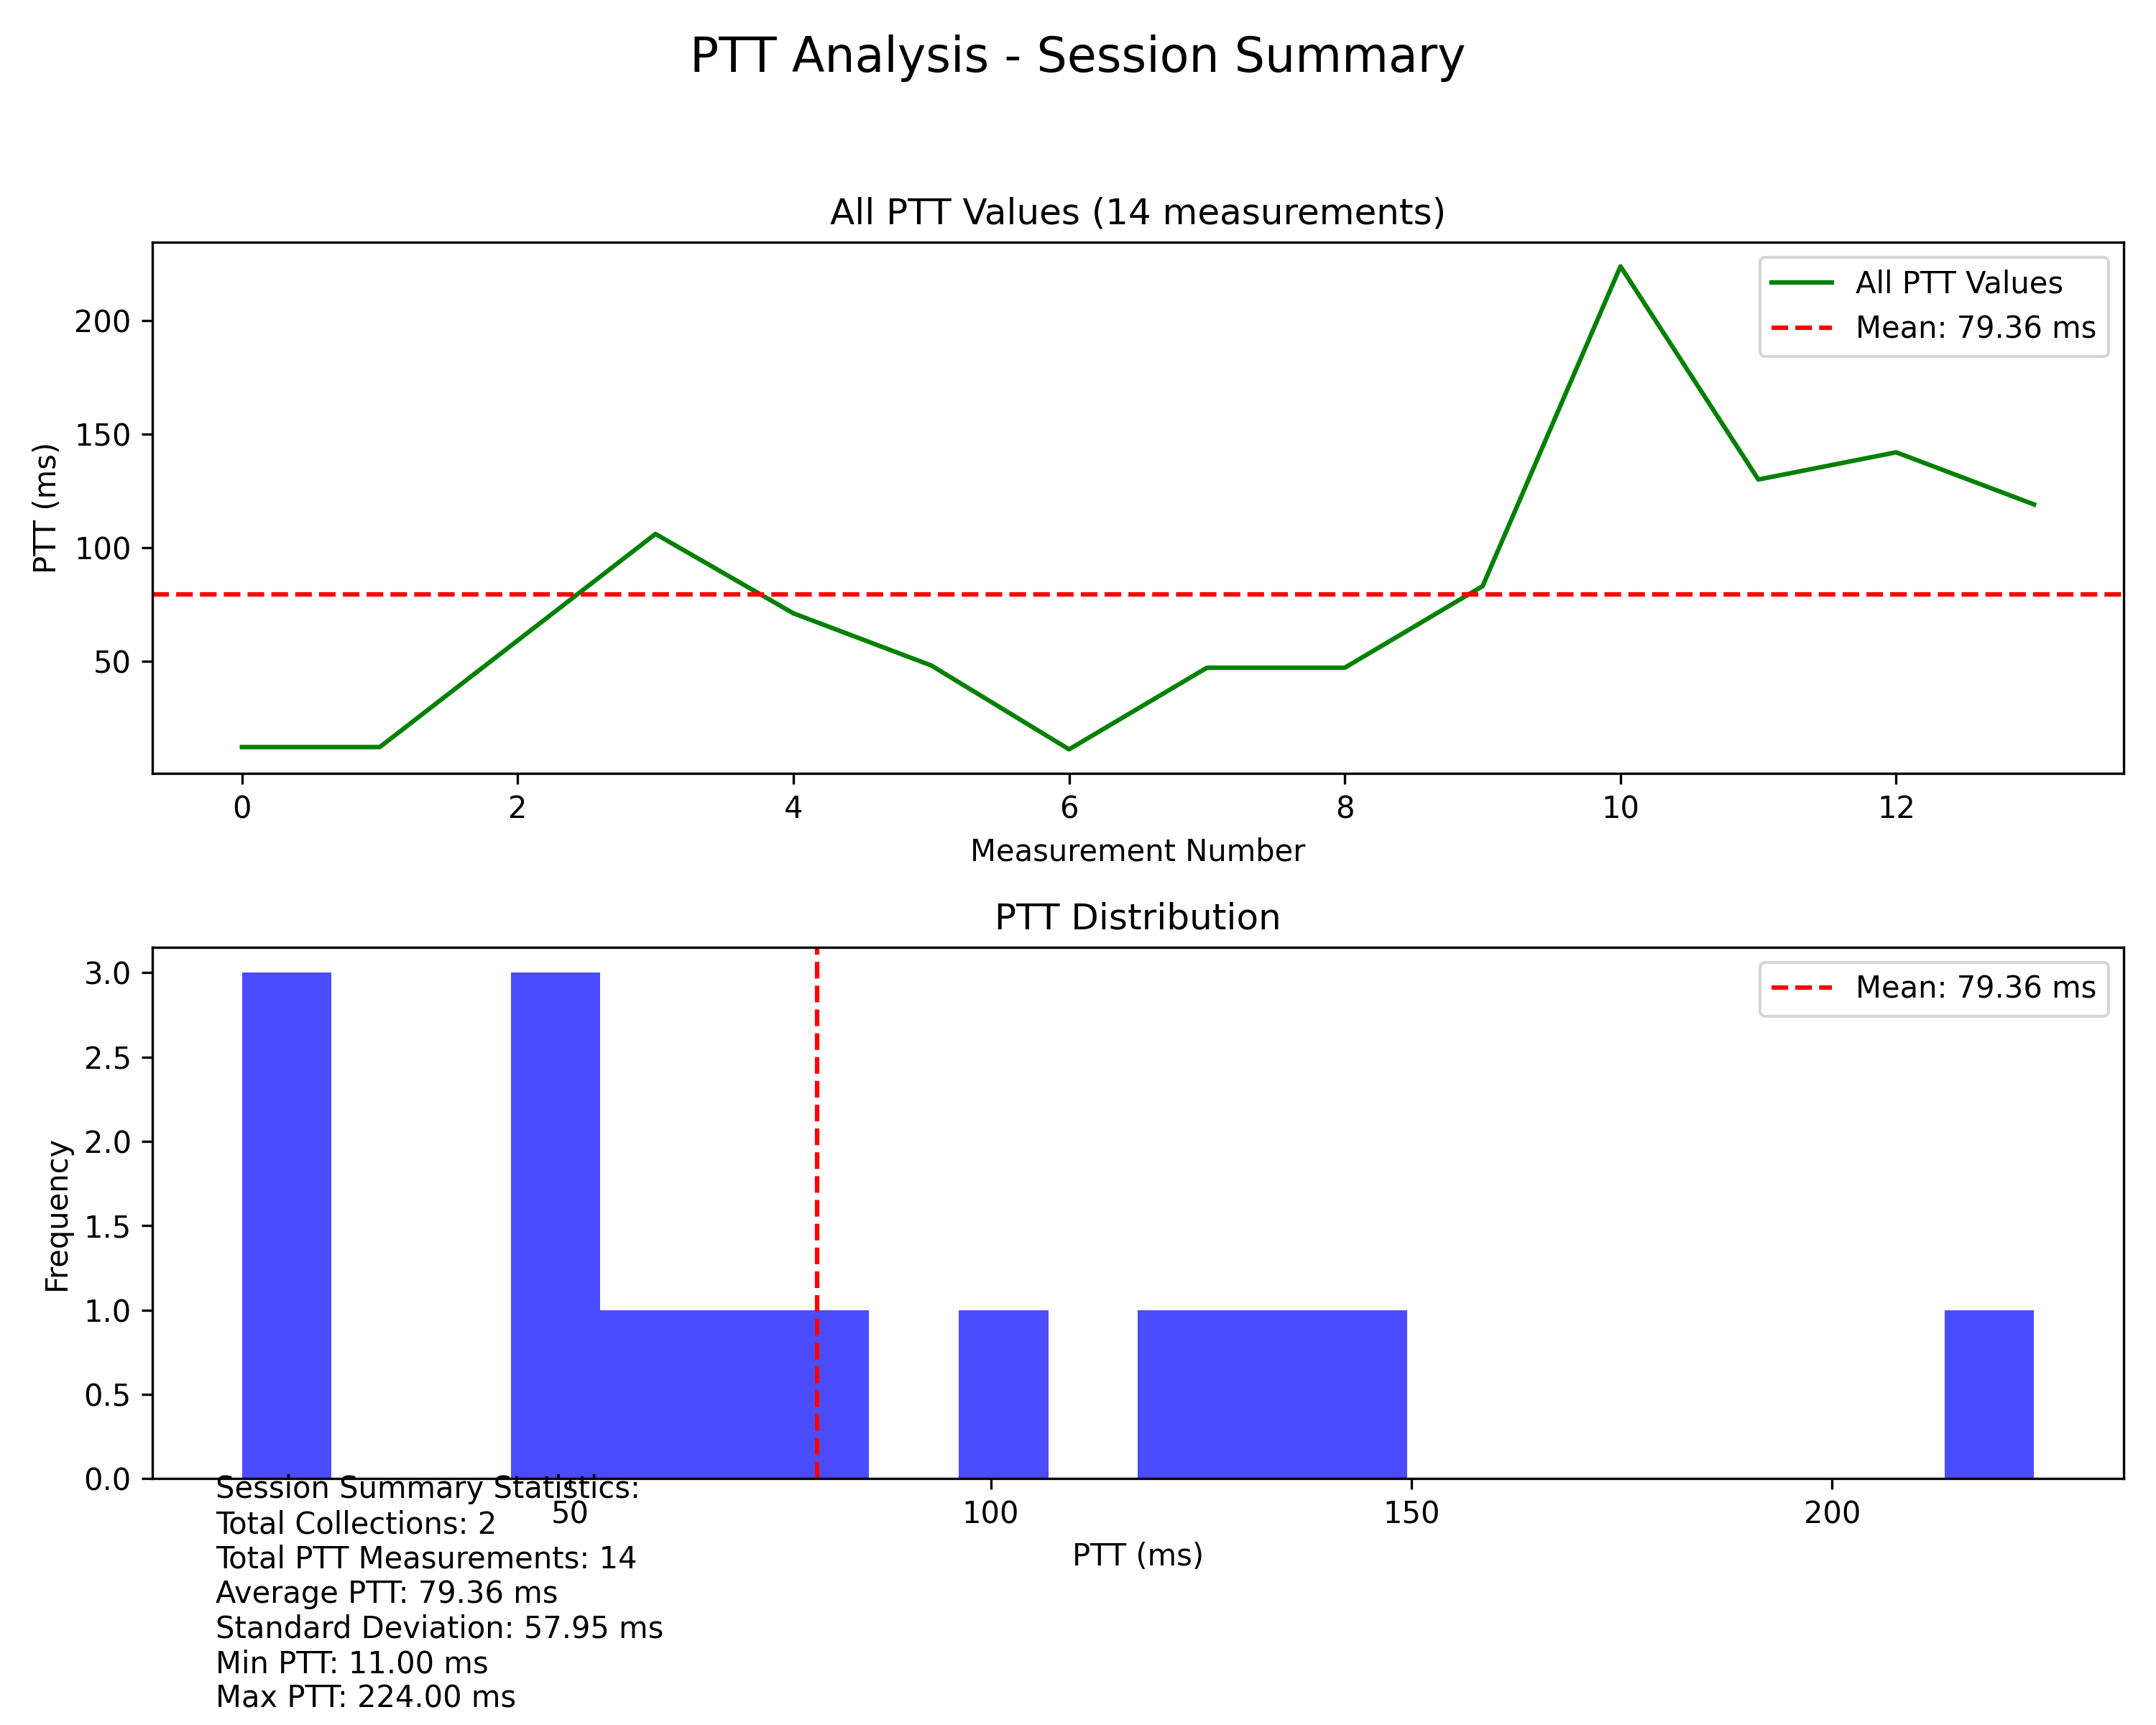 PTT Analysis - Session Summary
All PTT Values (14 measurements)
PTT (ms)
200
150
100
50
All PTT Values
Mean: 79.36 ms
0 2 4 6 8 10 12
Measurement Number
PTT Distribution
Frequency
3.0
2.5
2.0
1.5
1.0
0.5
0.0
Mean: 79.36 ms
50 100 150 200
PTT (ms)
Session Summary Statistics:
Total Collections: 2
Total PTT Measurements: 14
Average PTT: 79.36 ms
Standard Deviation: 57.95 ms
Min PTT: 11.00 ms
Max PTT: 224.00 ms